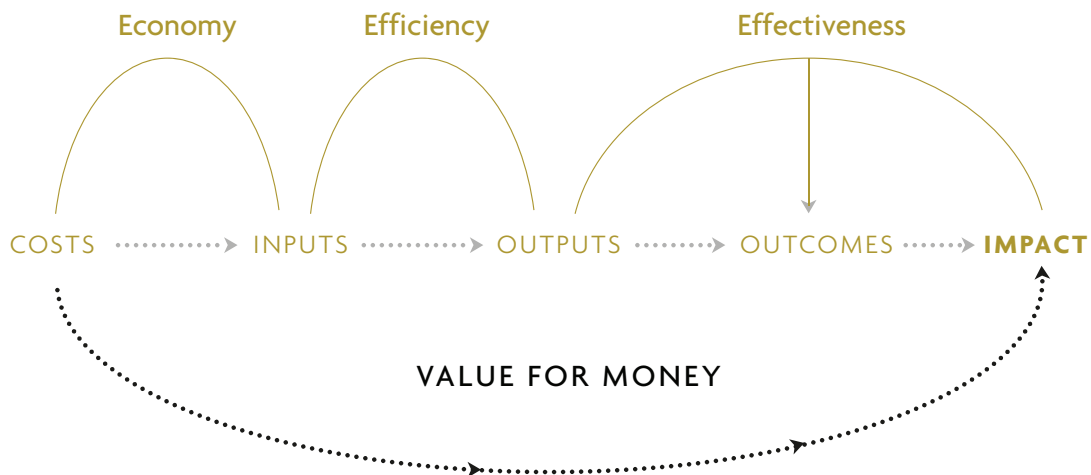 Economy
Efficiency
Effectiveness
COSTS
INPUTS
OUTPUTS
OUTCOMES
IMPACT
VALUE FOR MONEY